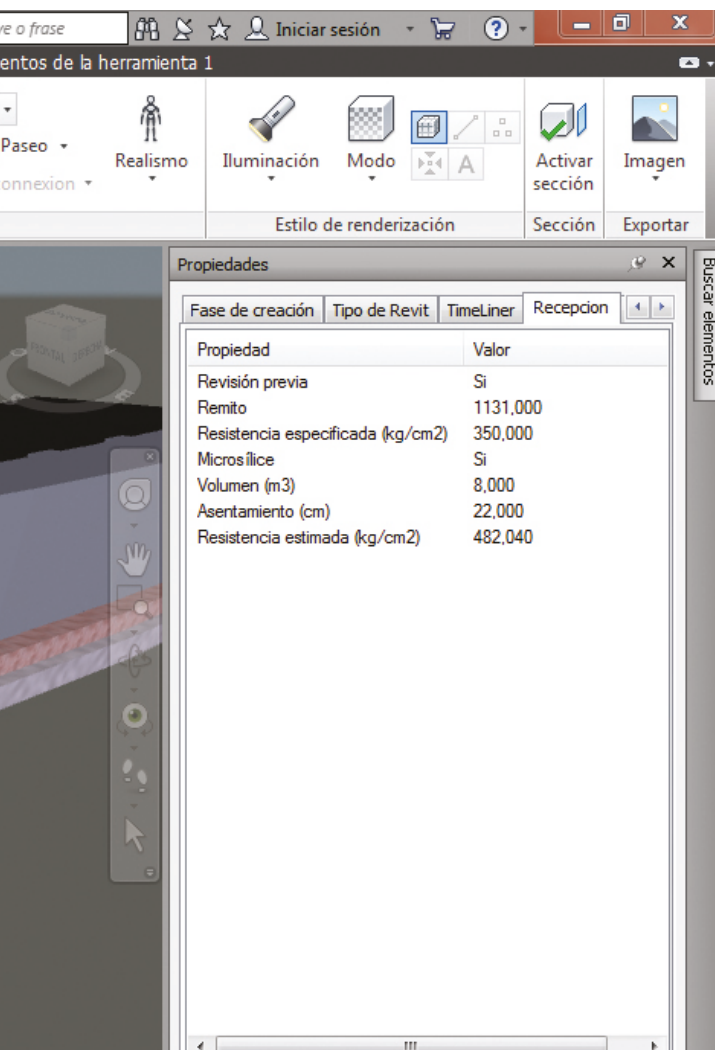 ve o frase Iniciar sesión
entos de la herramienta 1
Paseo Realismo Iluminación Modo Activar sección Imagen
onnexion
Estilo de renderización Sección Exportar
Propiedades
Buscar elementos
Fase de creación Tipo de Revit TimeLiner Recepcion
Propiedad Valor
Revisión previa Si
Remito 1131,000
Resistencia especificada (kg/cm2) 350,000
Microsílice Si
Volumen (m3) 8,000
Asentamiento (cm) 22,000
Resistencia estimada (kg/cm2) 482,040